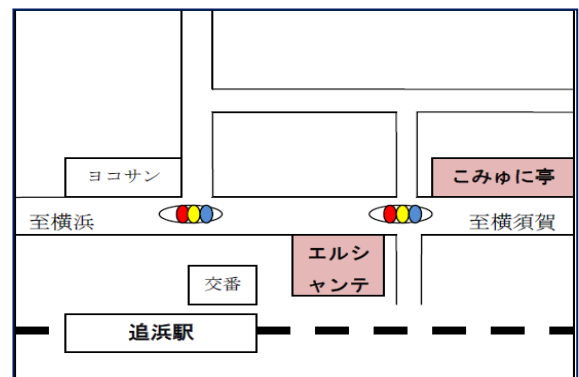 ヨコサン
こみゅに亭
至横浜
至横須賀
エルシ
ャンテ
交番
追浜駅